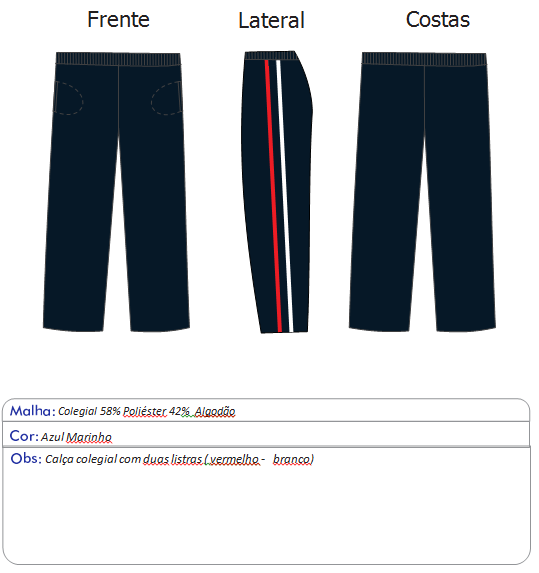 Frente
Lateral
Costas
Malha: Colegial 58% Poliéster 42% Algodão
Cor: Azul Marinho
Obs: Calça colegial com duas listras ( vermelho - branco)